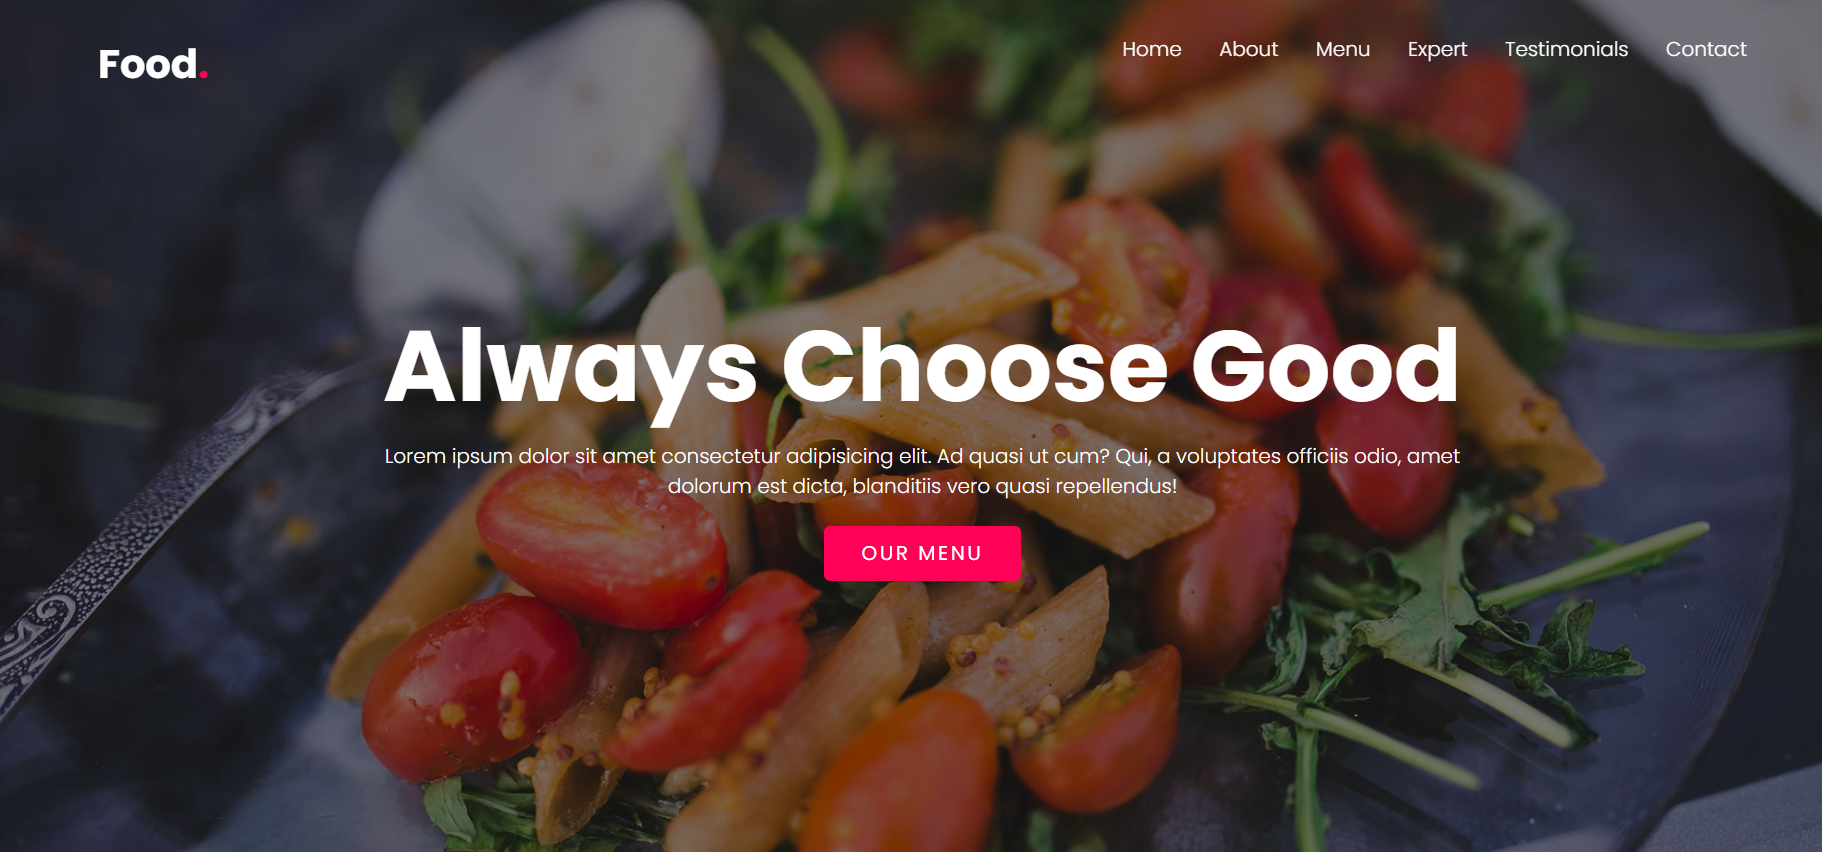 Food.
Home About Menu Expert Testimonials Contact
Always Choose Good
Lorem ipsum dolor sit amet consectetur adipisicing elit. Ad quasi ut cum? Qui, a voluptates officiis odio, amet
dolorum est dicta, blanditiis vero quasi repellendus!
OUR MENU